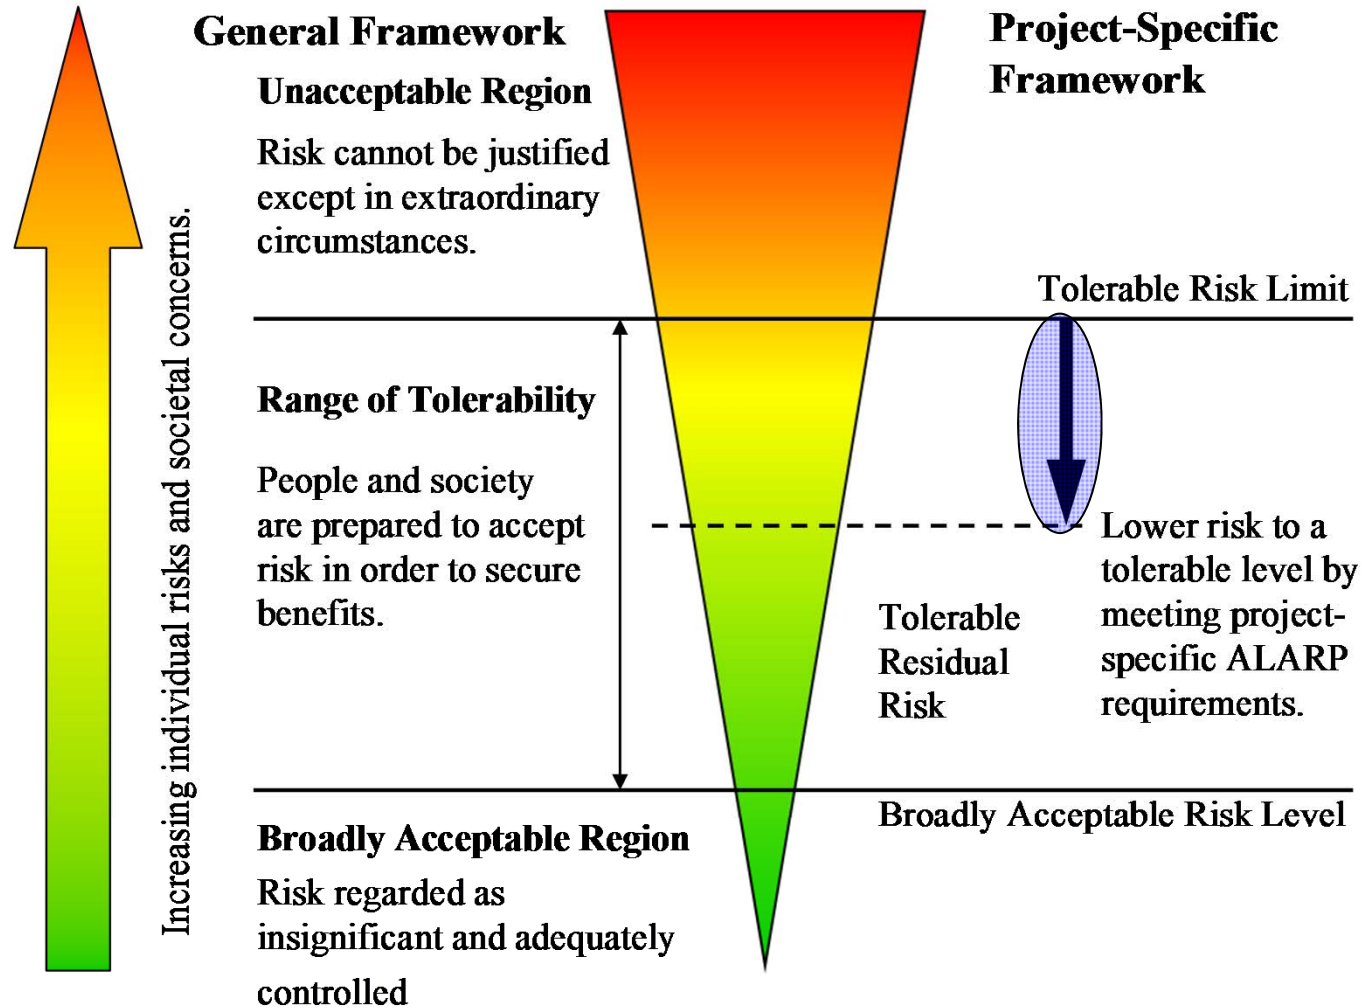 General Framework
Unacceptable Region
Risk cannot be justified
except in extraordinary
circumstances.
Range of Tolerability
People and society
are prepared to accept
risk in order to secure
benefits.
Broadly Acceptable Region
Risk regarded as
insignificant and adequately
controlled
Increasing individual risks and societal concerns.
Project-Specific
Framework
Tolerable Risk Limit
Lower risk to a
tolerable level by
meeting project-
specific ALARP
requirements.
Tolerable
Residual
Risk
Broadly Acceptable Risk Level